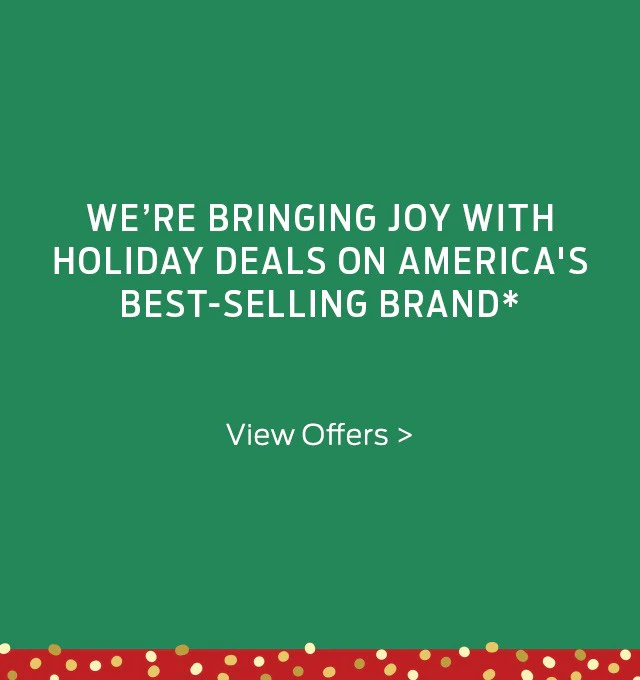 WE’RE BRINGING JOY WITH
HOLIDAY DEALS ON AMERICA'S
BEST-SELLING BRAND*
View Offers >